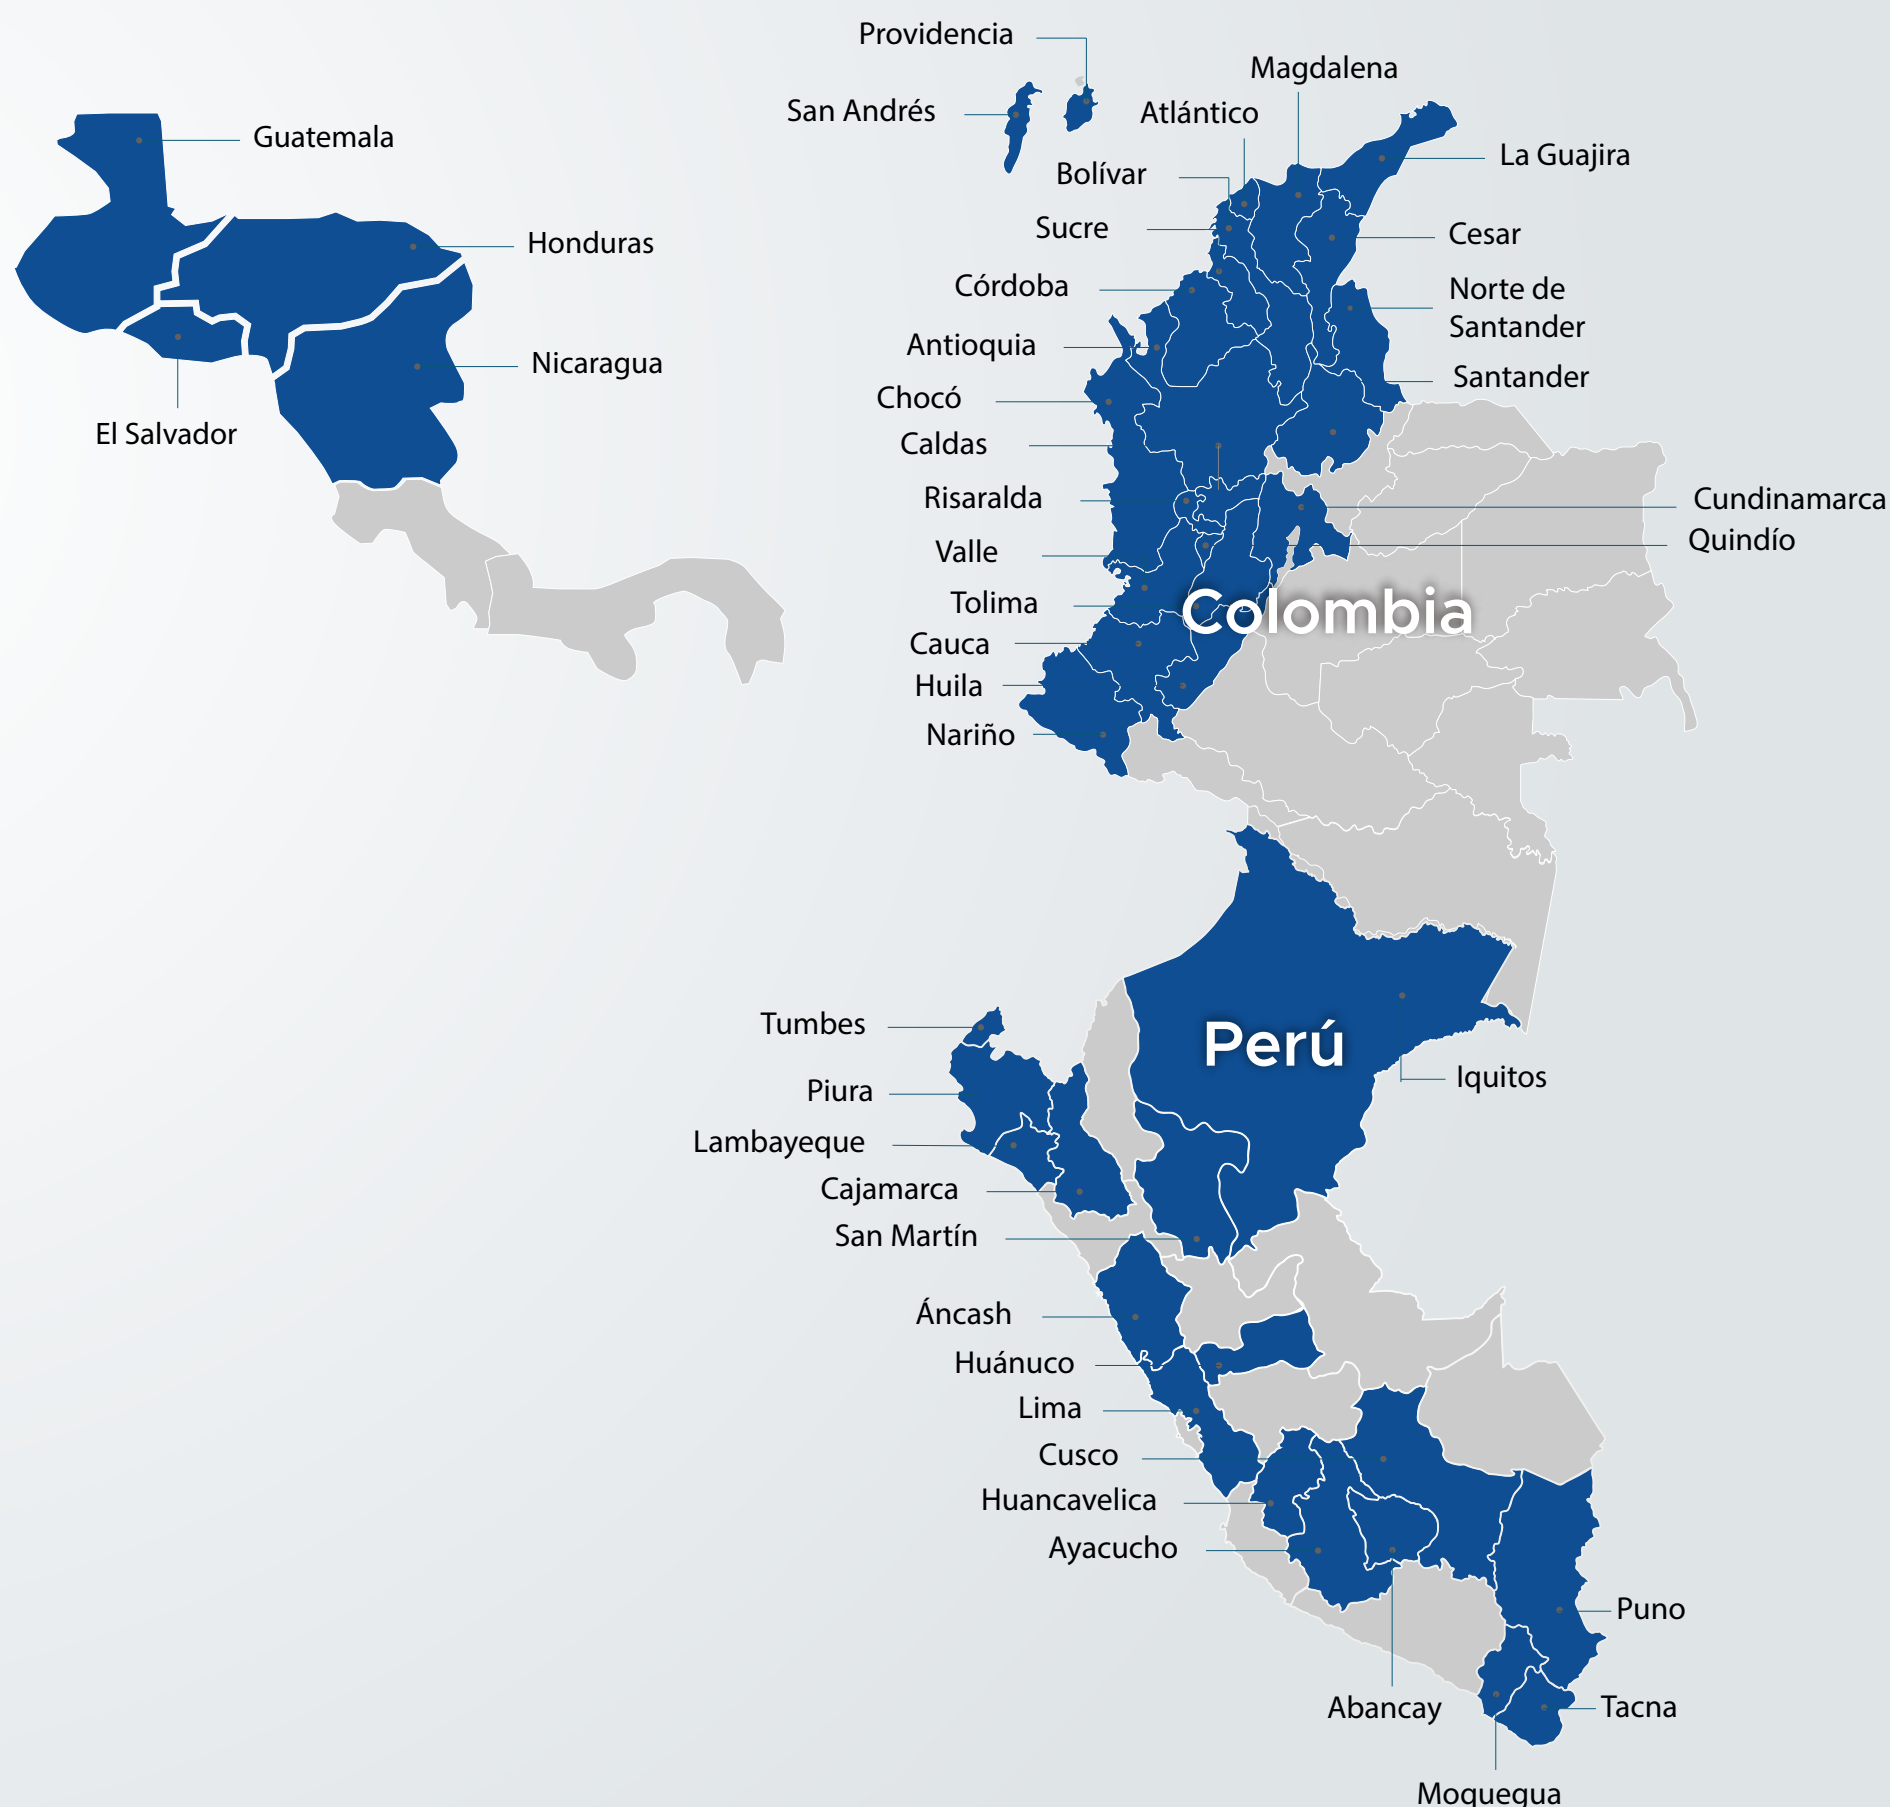 Providencia
Magdalena
San Andrés
Atlántico
Guatemala
La Guajira
Bolívar
Sucre
Cesar
Honduras
Córdoba
Norte de
Santander
Antioquia
Nicaragua
Santander
Chocó
El Salvador
Caldas
Risaralda
Cundinamarca
Quindío
Valle
Tolima
Colombia
Cauca
Huila
Nariño
Tumbes
Perú
Iquitos
Piura
Lambayeque
Cajamarca
San Martín
Áncash
Huánuco
Lima
Cusco
Huancavelica
Ayacucho
Puno
Abancay
Tacna
Moquegua